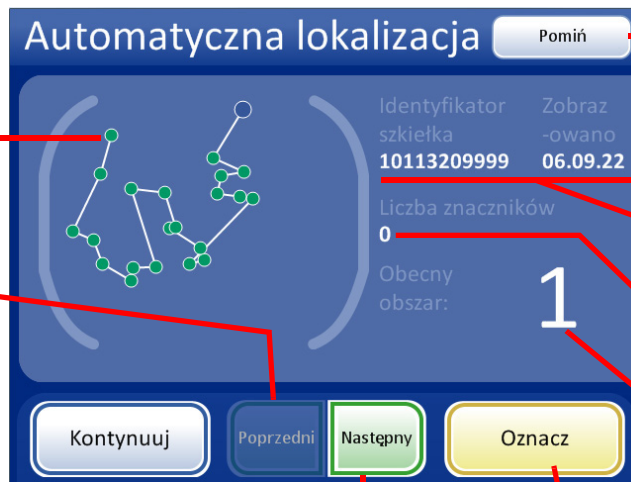 Automatyczna lokalizacja
Pomiń
Identyfikator
szkiełka
10113209999
Zobraz
-owano
06.09.22
Liczba znaczników
0
Obecny
obszar:
1
Kontynuuj
Poprzedni
Następny
Oznacz